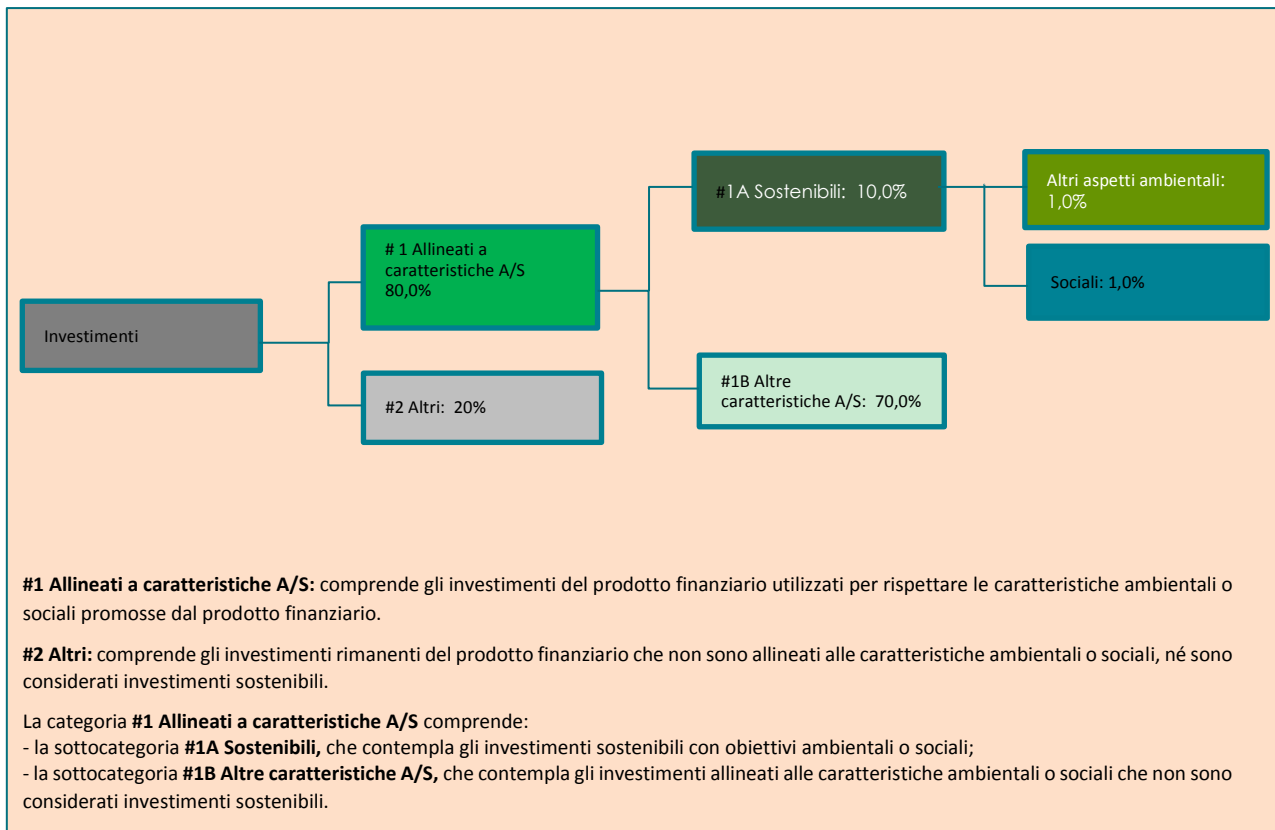 Investimenti
# 1 Allineati a
caratteristiche A/S
80,0%
#2 Altri: 20%
#1A Sostenibili: 10,0%
#1B Altre
caratteristiche A/S: 70,0%
Altri aspetti ambientali:
1,0%
Sociali: 1,0%
#1 Allineati a caratteristiche A/S: comprende gli investimenti del prodotto finanziario utilizzati per rispettare le caratteristiche ambientali o
sociali promosse dal prodotto finanziario.
#2 Altri: comprende gli investimenti rimanenti del prodotto finanziario che non sono allineati alle caratteristiche ambientali o sociali, né sono
considerati investimenti sostenibili.
La categoria #1 Allineati a caratteristiche A/S comprende:
- la sottocategoria #1A Sostenibili, che contempla gli investimenti sostenibili con obiettivi ambientali o sociali;
- la sottocategoria #1B Altre caratteristiche A/S, che contempla gli investimenti allineati alle caratteristiche ambientali o sociali che non sono
considerati investimenti sostenibili.